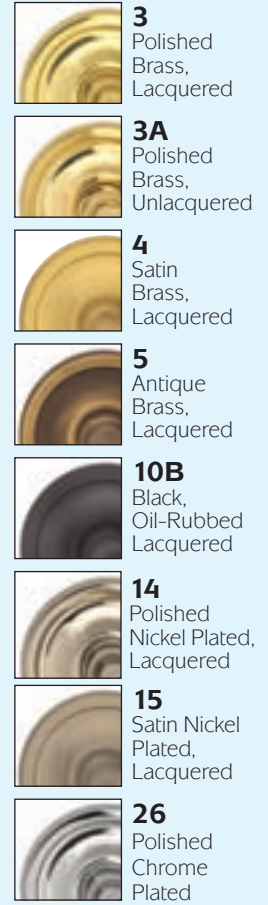 3
Polished
Brass,
Lacquered
3A
Polished
Brass,
Unlacquered
4
Satin
Brass,
Lacquered
5
Antique
Brass,
Lacquered
10B
Black,
Oil-Rubbed
Lacquered
14
Polished
Nickel Plated,
Lacquered
15
Satin Nickel
Plated,
Lacquered
26
Polished
Chrome
Plated